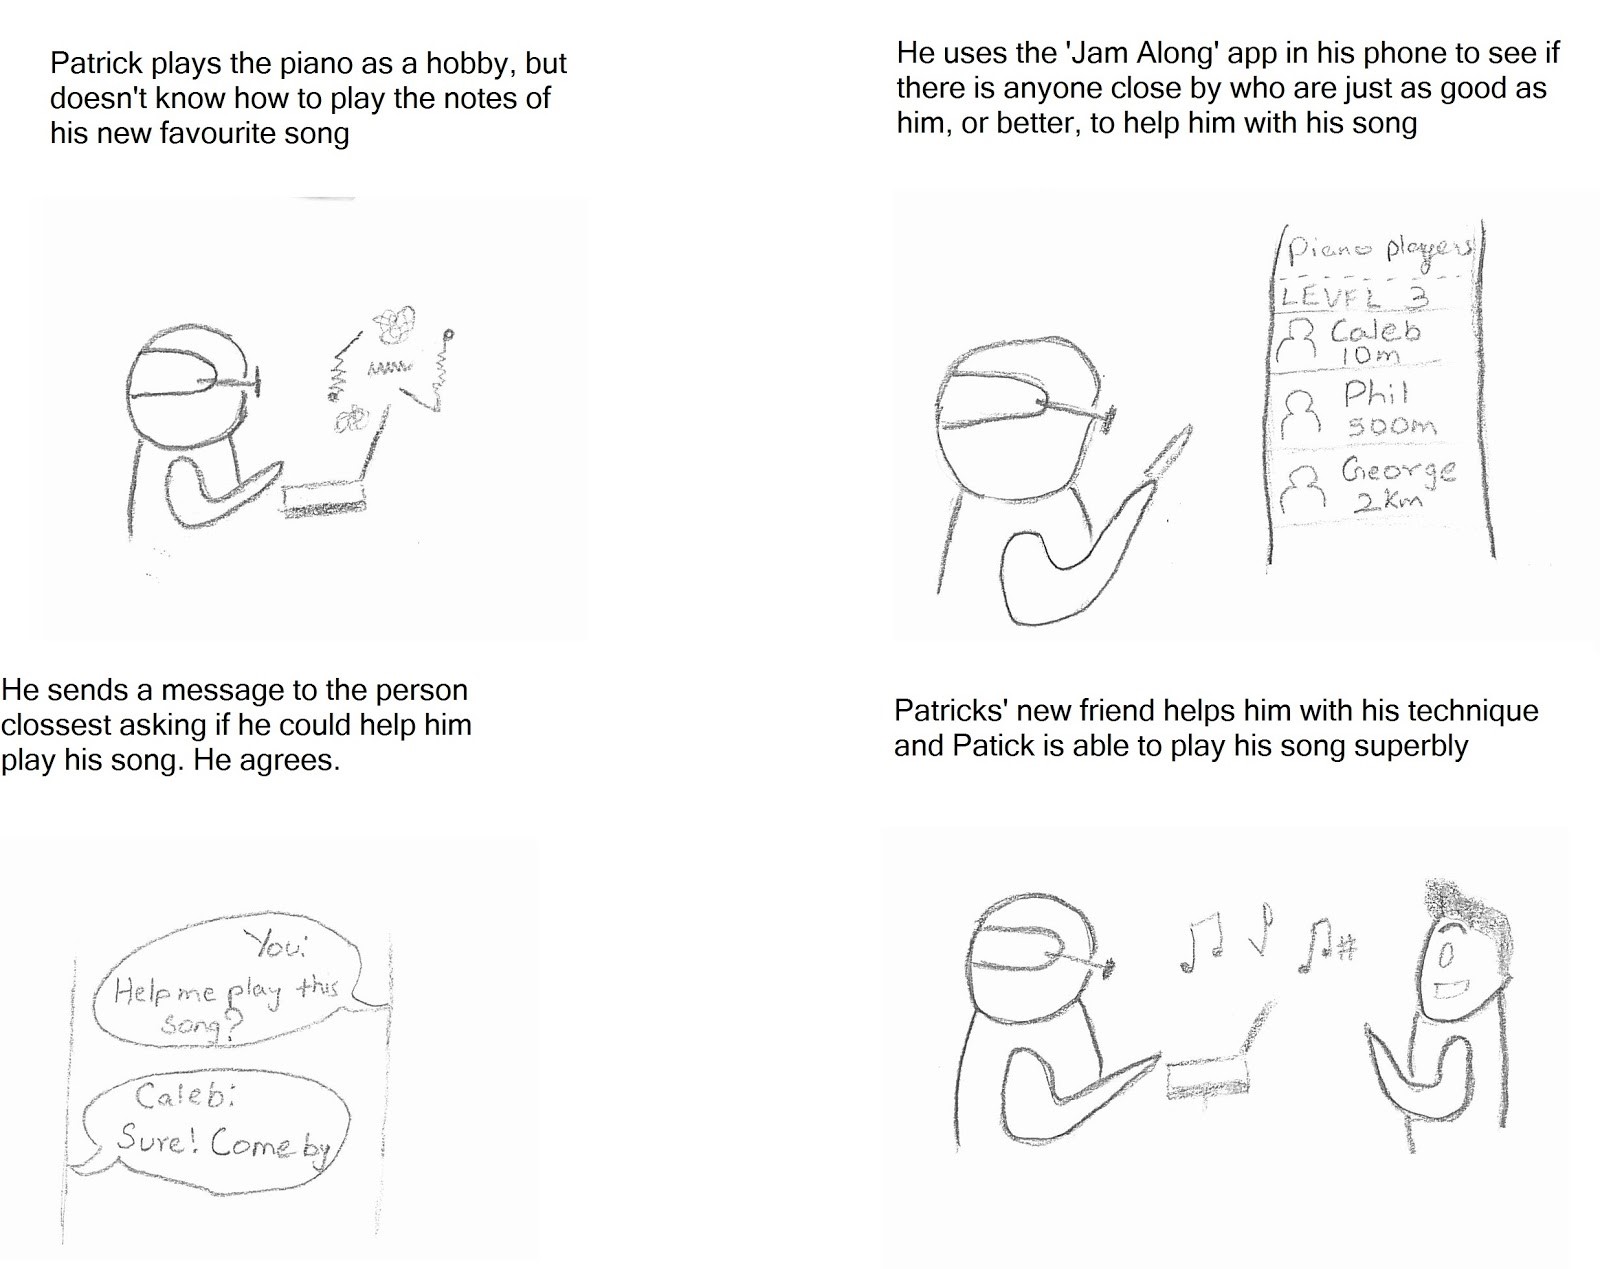 Patrick plays the piano as a hobby, but
doesn't know how to play the notes of
his new favourite song
He uses the 'Jam Along' app in his phone to see if
there is anyone close by who are just as good as
him, or better, to help him with his song
Piano players
LEVEL 3
Caleb
10m
Phil
500m
George
2km
He sends a message to the person
clossest asking if he could help him
play his song. He agrees.
You:
Help me play this
song?
Caleb:
Sure! Come by
Patricks' new friend helps him with his technique
and Patick is able to play his song superbly